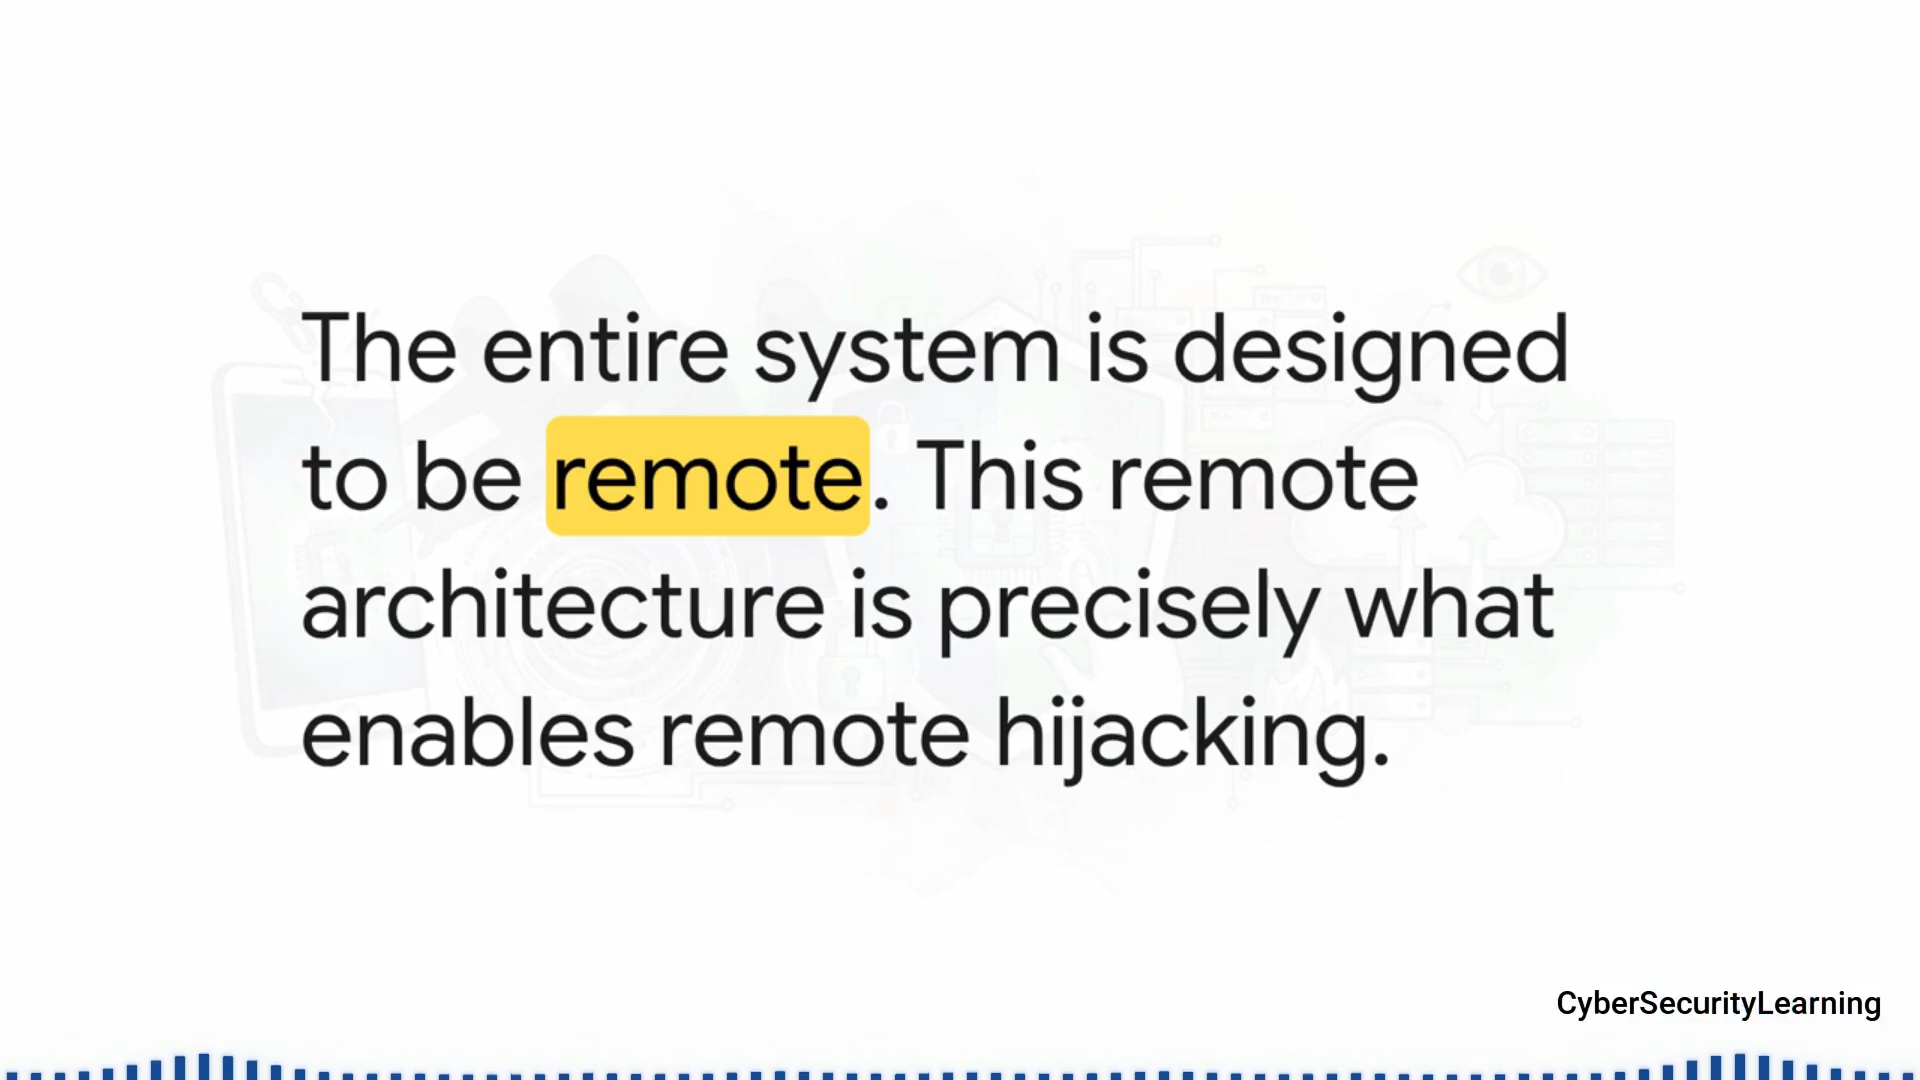 The entire system is designed
to be remote. This remote
architecture is precisely what
enables remote hijacking.
CyberSecurityLearning